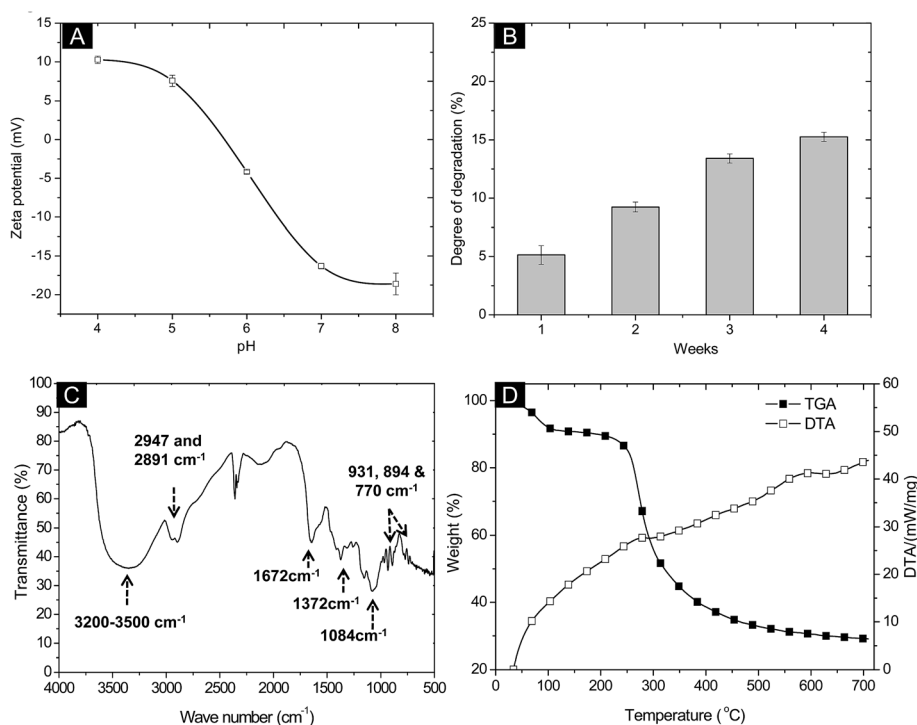 A
15
10
5
0
-5
-10
-15
-20
Zeta potential (mV)
4 5 6 7 8
pH
B
25
20
15
10
5
0
Degree of degradation (%)
1 2 3 4
Weeks
C
100
90
80
70
60
50
40
30
20
10
0
Transmittance (%)
2947 and
2891 cm-1
931, 894 &
770 cm-1
3200-3500 cm-1
1672cm-1
1372cm-1
1084cm-1
4000 3500 3000 2500 2000 1500 1000 500
Wave number (cm-1)
D
TGA
DTA
100
80
60
40
20
Weight (%)
60
50
40
30
20
10
0
DTA/(mW/mg)
0 100 200 300 400 500 600 700
Temperature (°C)